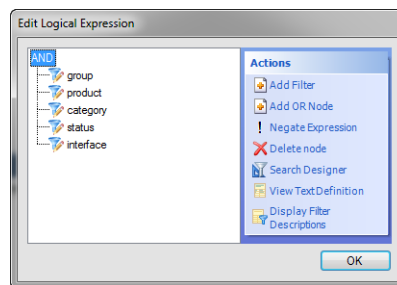 Edit Logical Expression
AND
group
product
category
status
interface
Actions
Add Filter
Add OR Node
! Negate Expression
Delete node
Search Designer
View Text Definition
Display Filter
Descriptions
OK